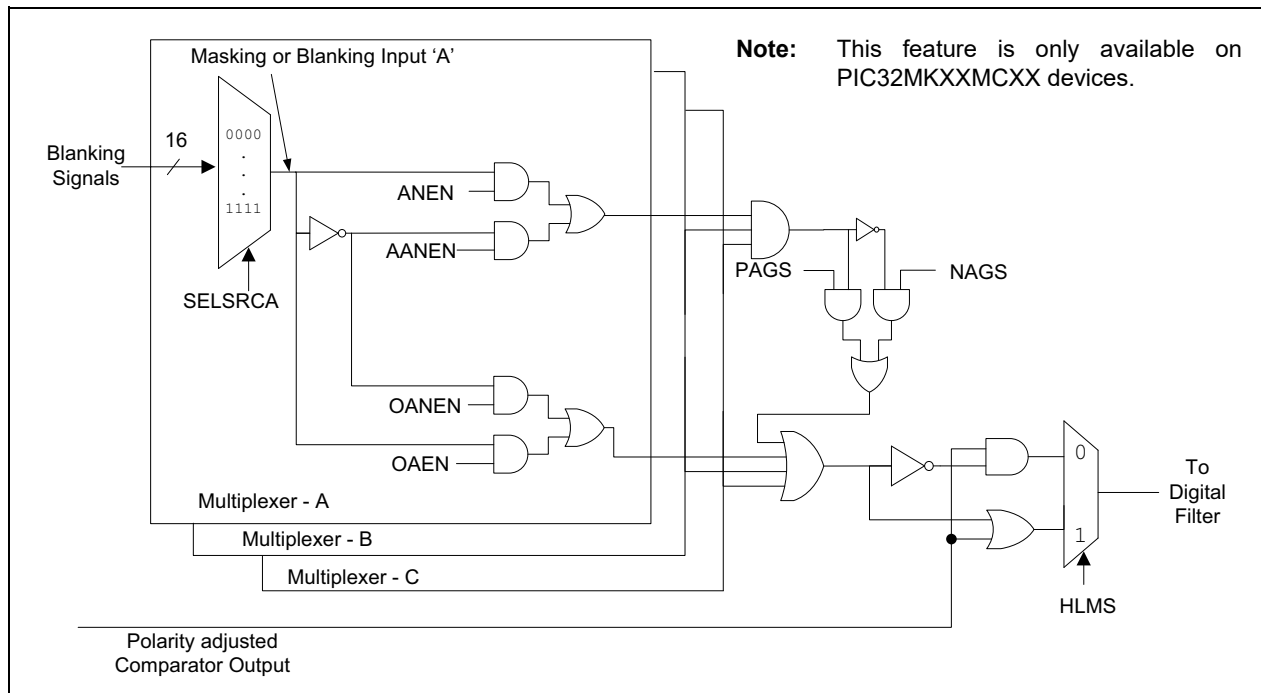 Masking or Blanking Input ‘A’
Note: This feature is only available on
PIC32MKXXMCXX devices.
16
Blanking
Signals
0000
.
.
.
1111
SELSRCA
ANEN
AANEN
OANEN
OAEN
Multiplexer - A
Multiplexer - B
Multiplexer - C
PAGS
NAGS
0
1
To
Digital
Filter
HLMS
Polarity adjusted
Comparator Output